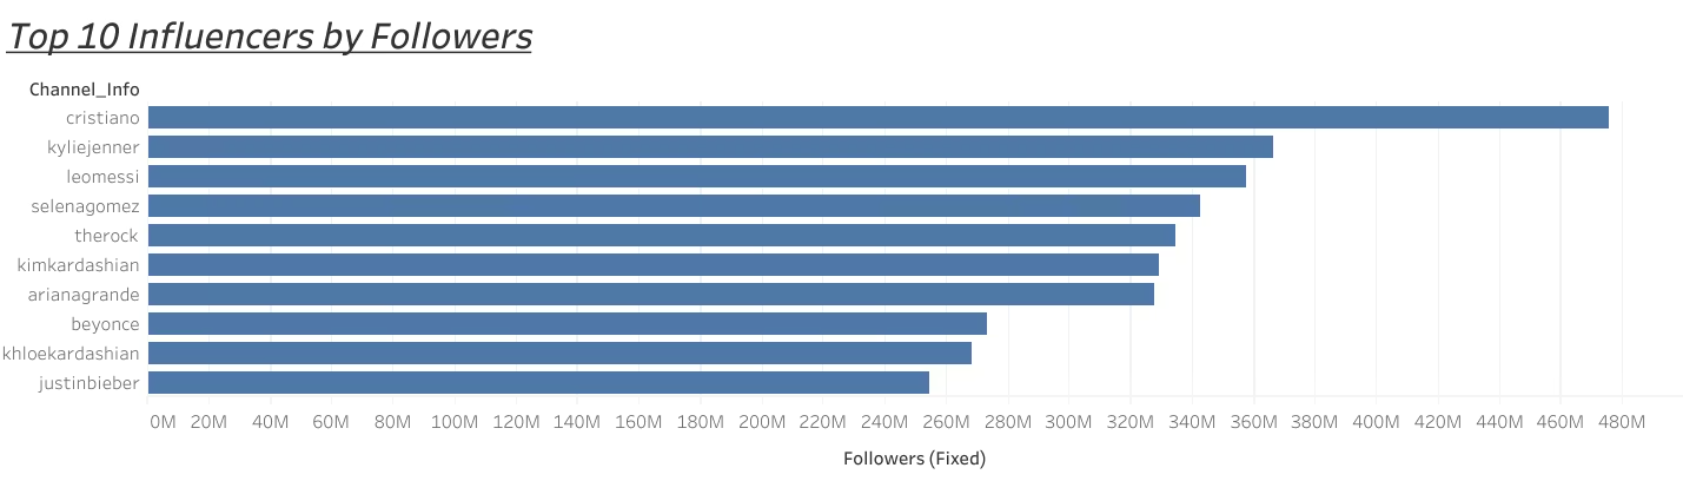 Top 10 Influencers by Followers
Channel_Info
cristiano
kyliejenner
leomessi
selenagomez
therock
kimkardashian
arianagrande
beyonce
khloekardashian
justinbieber
0M 20M 40M 60M 80M 100M 120M 140M 160M 180M 200M 220M 240M 260M 280M 300M 320M 340M 360M 380M 400M 420M 440M 460M 480M
Followers (Fixed)